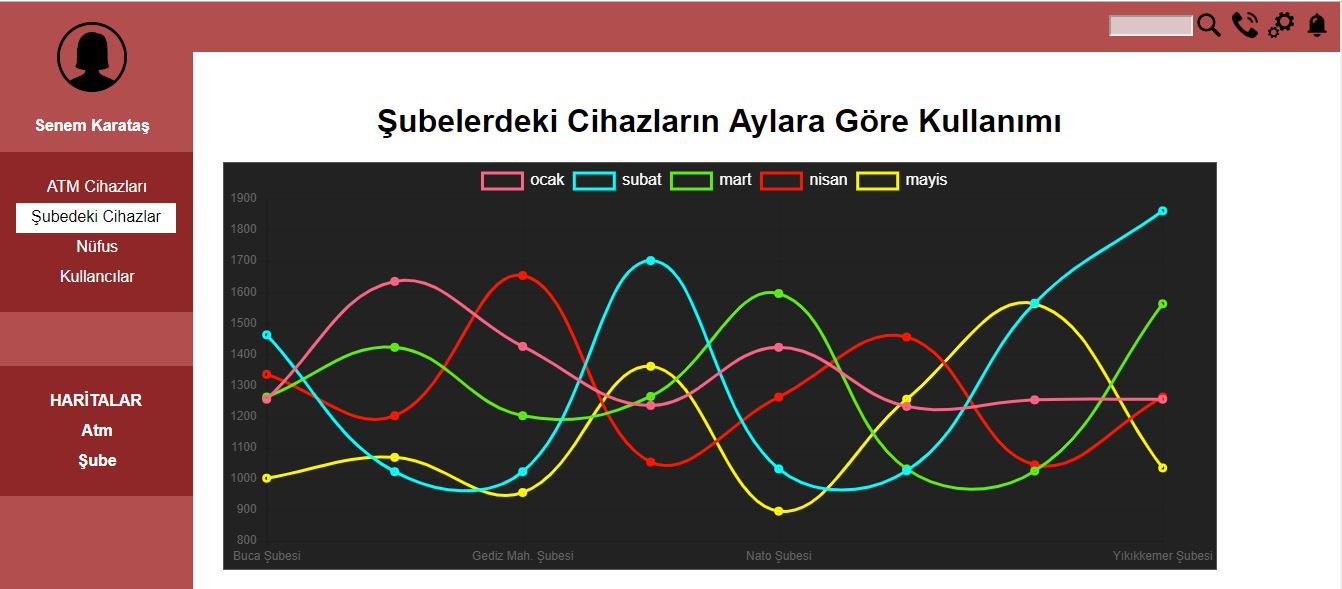 Senem Karataş
ATM Cihazları
Şubedeki Cihazlar
Nüfus
Kullancılar
HARİTALAR
Atm
Şube
Şubelerdeki Cihazların Aylara Göre Kullanımı
ocak subat mart nisan mayis
1900
1800
1700
1600
1500
1400
1300
1200
1100
1000
900
800
Buca Şubesi Gediz Mah. Şubesi Nato Şubesi Yıkıkkemer Şubesi